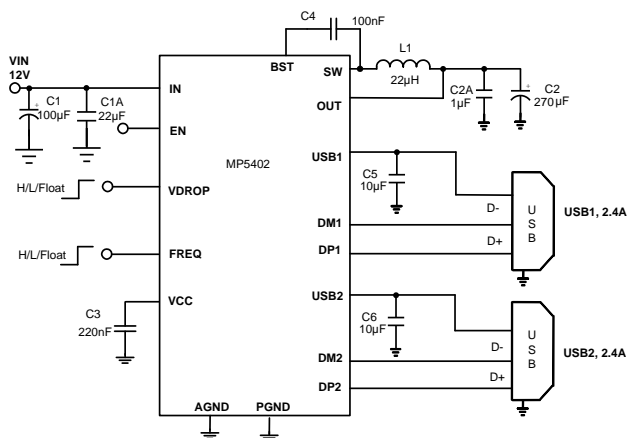 C4
100nF
VIN
12V
BST
SW
L1
22µH
C1
100µF
C1A
22µF
IN
OUT
C2A
1µF
C2
270µF
EN
MP5402
USB1
C5
10µF
H/L/Float
VDROP
D-
DM1
D+
DP1
U
S
B
USB1, 2.4A
H/L/Float
FREQ
VCC
C3
220nF
USB2
C6
10µF
D-
DM2
D+
DP2
U
S
B
USB2, 2.4A
AGND
PGND